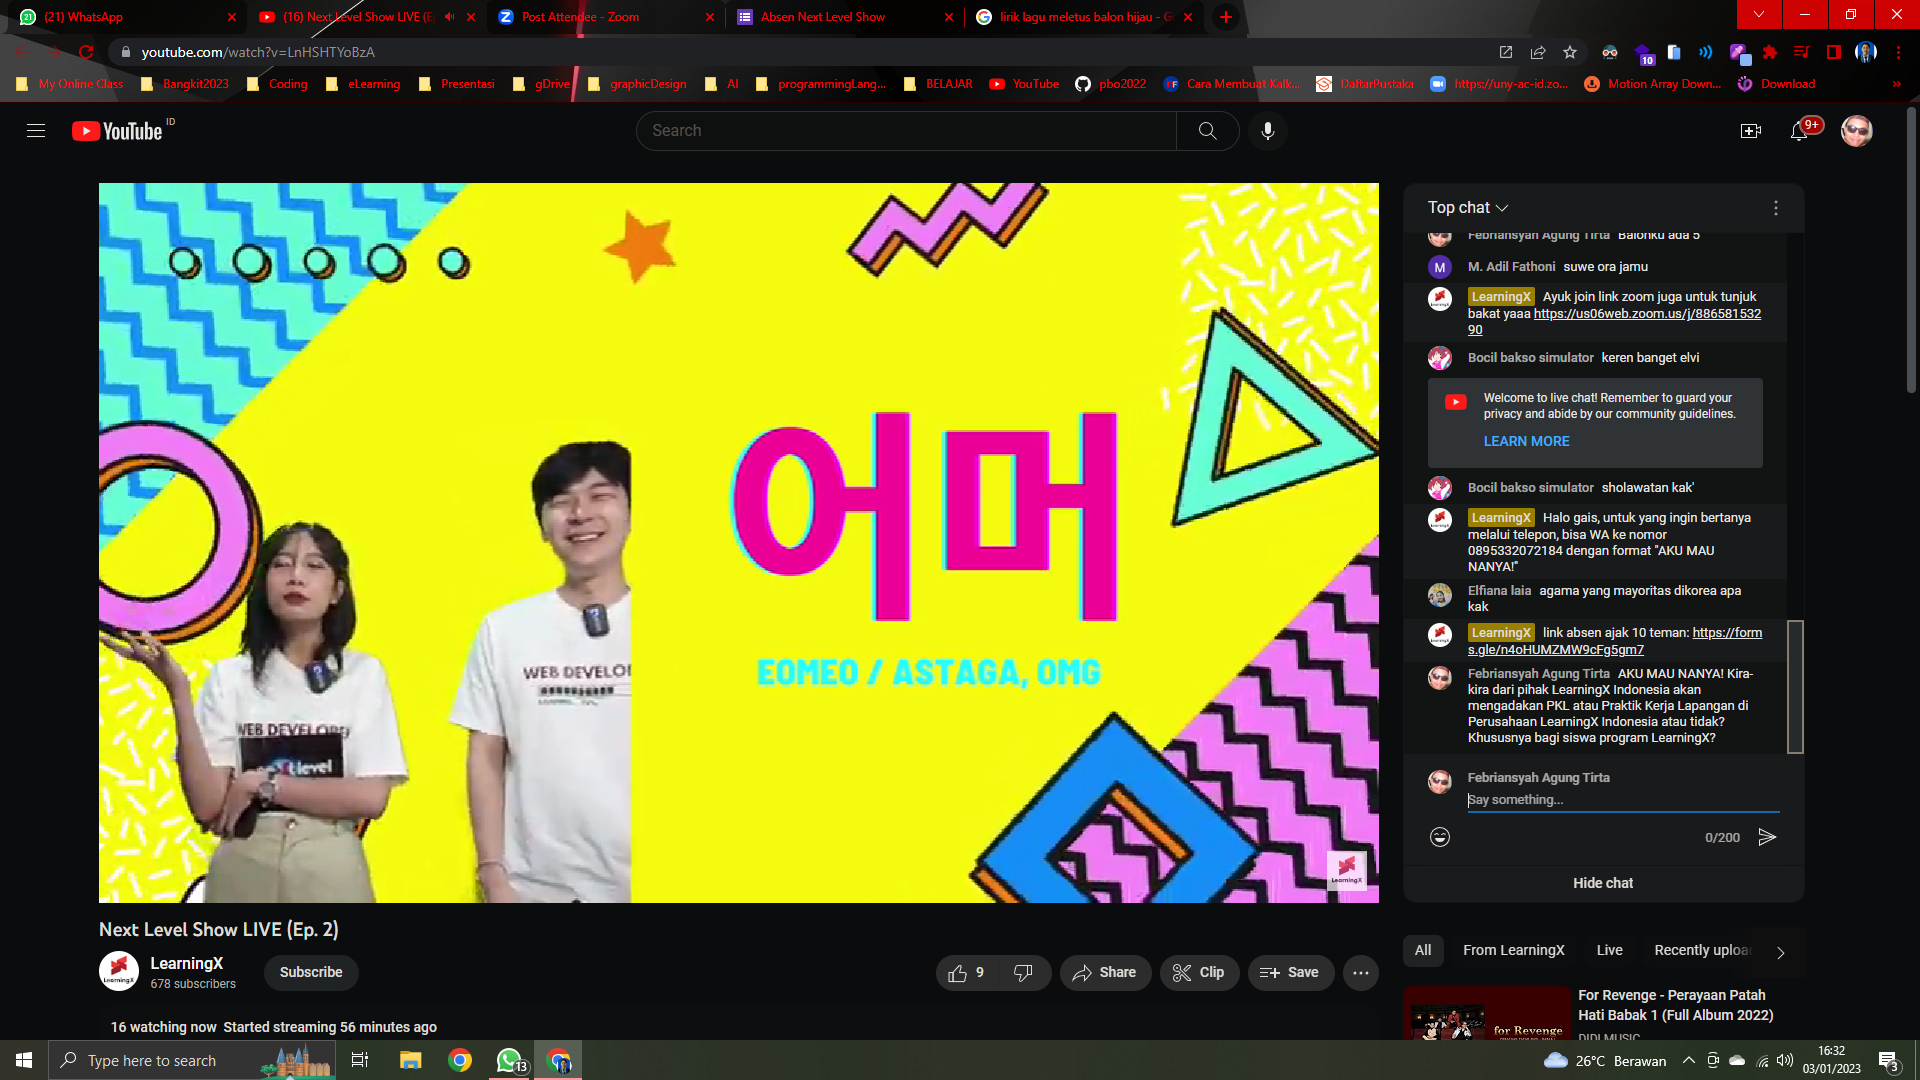 (21) WhatsApp
(16) Next Level Show LIVE (E
Post Attendee - Zoom
Absen Next Level Show
lirik lagu meletus balon hijau - G
youtube.com/watch?v=LnHSHTYoBzA
10
My Online Class
Bangkit2023
Coding
eLearning
Presentasi
gDrive
graphicDesign
AI
programmingLang...
BELAJAR
YouTube
pbo2022
Cara Membuat Kalk...
DaftarPustaka
https://uny-ac-id.zo...
Motion Array Down...
Download
YouTube ID
Search
9+
어머
EOMEO / ASTAGA, OMG
WEB DEVELOPER
WEB DEVELO
LearningX
Top chat
Febriansyah Agung Tirta Balonku ada 5
M
M. Adil Fathoni suwe ora jamu
LearningX Ayuk join link zoom juga untuk tunjuk
bakat yaaa https://us06web.zoom.us/j/886581532
90
Bocil bakso simulator keren banget elvi
Welcome to live chat! Remember to guard your
privacy and abide by our community guidelines.
LEARN MORE
Bocil bakso simulator sholawatan kak'
LearningX Halo gais, untuk yang ingin bertanya
melalui telepon, bisa WA ke nomor
0895332072184 dengan format "AKU MAU
NANYA!"
Elfiana laia agama yang mayoritas dikorea apa
kak
LearningX link absen ajak 10 teman: https://form
s.gle/n4oHUMZMW9cFg5gm7
Febriansyah Agung Tirta AKU MAU NANYA! Kira-
kira dari pihak LearningX Indonesia akan
mengadakan PKL atau Praktik Kerja Lapangan di
Perusahaan LearningX Indonesia atau tidak?
Khususnya bagi siswa program LearningX?
Febriansyah Agung Tirta
Say something...
0/200
Hide chat
Next Level Show LIVE (Ep. 2)
LearningX
678 subscribers
Subscribe
9
Share
Clip
Save
16 watching now Started streaming 56 minutes ago
All
From LearningX
Live
Recently uploa
For Revenge - Perayaan Patah
Hati Babak 1 (Full Album 2022)
DIDI MUSIC
for Revenge
Type here to search
13
26°C Berawan
16:32
03/01/2023
3